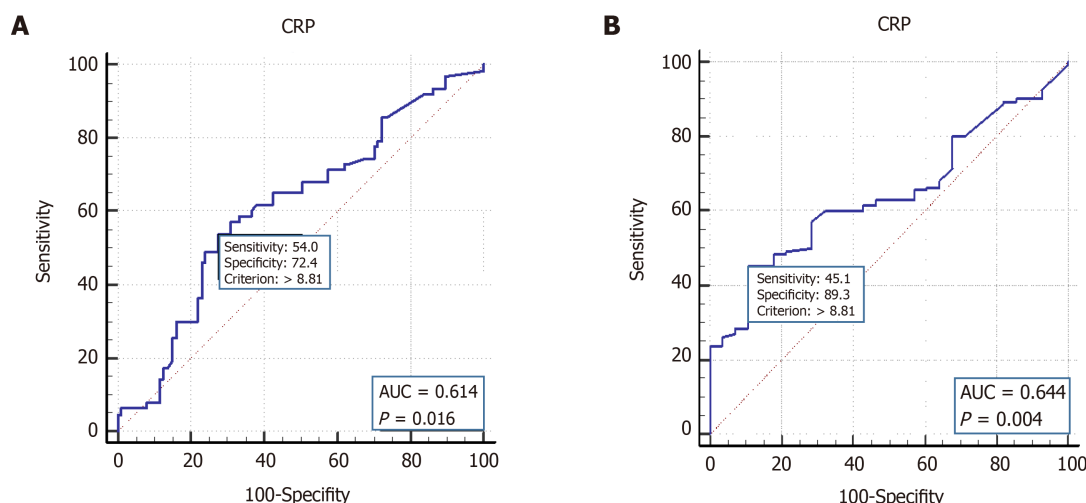 A
CRP
100
80
60
40
20
0
Sensitivity
Sensitivity: 54.0
Specificity: 72.4
Criterion: > 8.81
AUC = 0.614
P = 0.016
0 20 40 60 80 100
100-Specifity
B
CRP
100
80
60
40
20
0
Sensitivity
Sensitivity: 45.1
Specificity: 89.3
Criterion: > 8.81
AUC = 0.644
P = 0.004
0 20 40 60 80 100
100-Specifity